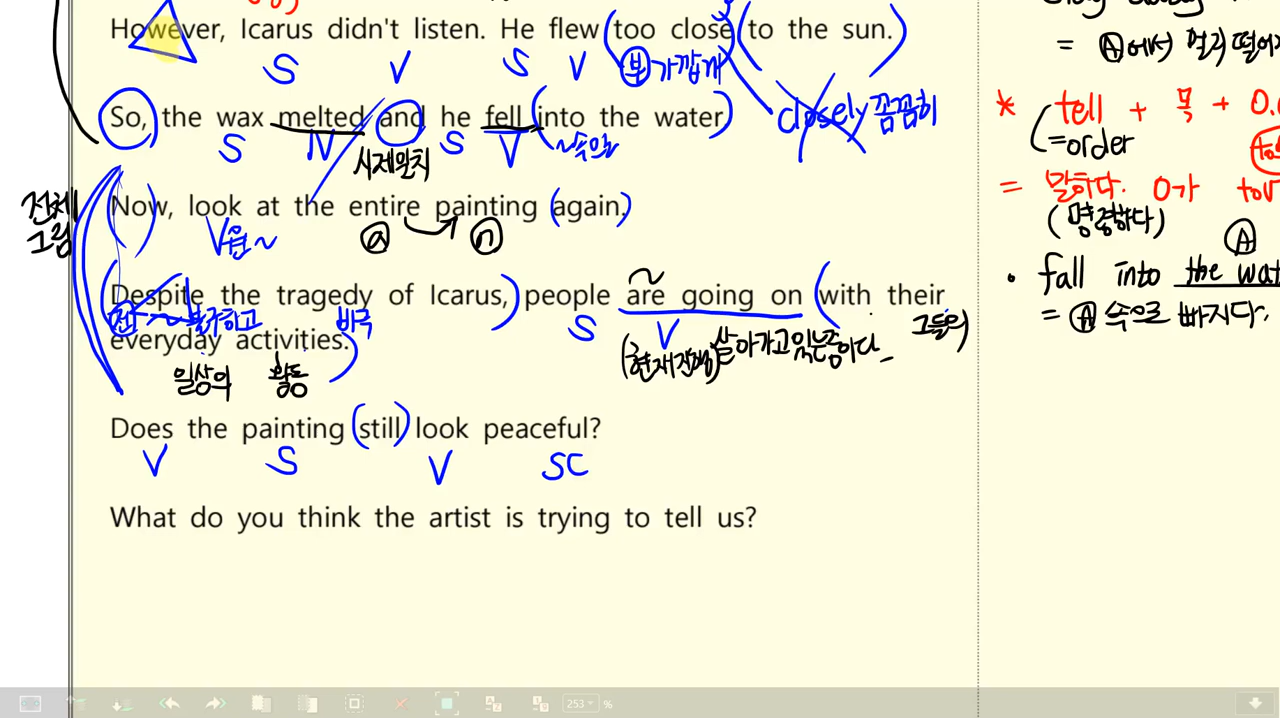 However, Icarus didn't listen. He flew (too close) (to the sun.)
S V S V 부 가깝게
= A에서 멀리 떨어
So, the wax melted and he fell (into the water)
S V 시제일치 S V ~속으로
closely 꼼꼼히
* tell + 목 + O.
(=order
= 말하다. O가 toV
(명령하다)
전체 그림
(Now,) look at the entire painting (again.)
V a n
A
• fall into the wat
= A 속으로 빠지다.
(Despite the tragedy of Icarus,) people are going on (with their
전 ~불구하고 비극 S V 살아가고 있는 중이다 그들의
(현재진행)
everyday activities.)
일상의 활동
Does the painting (still) look peaceful?
V S V SC
What do you think the artist is trying to tell us?
253 %